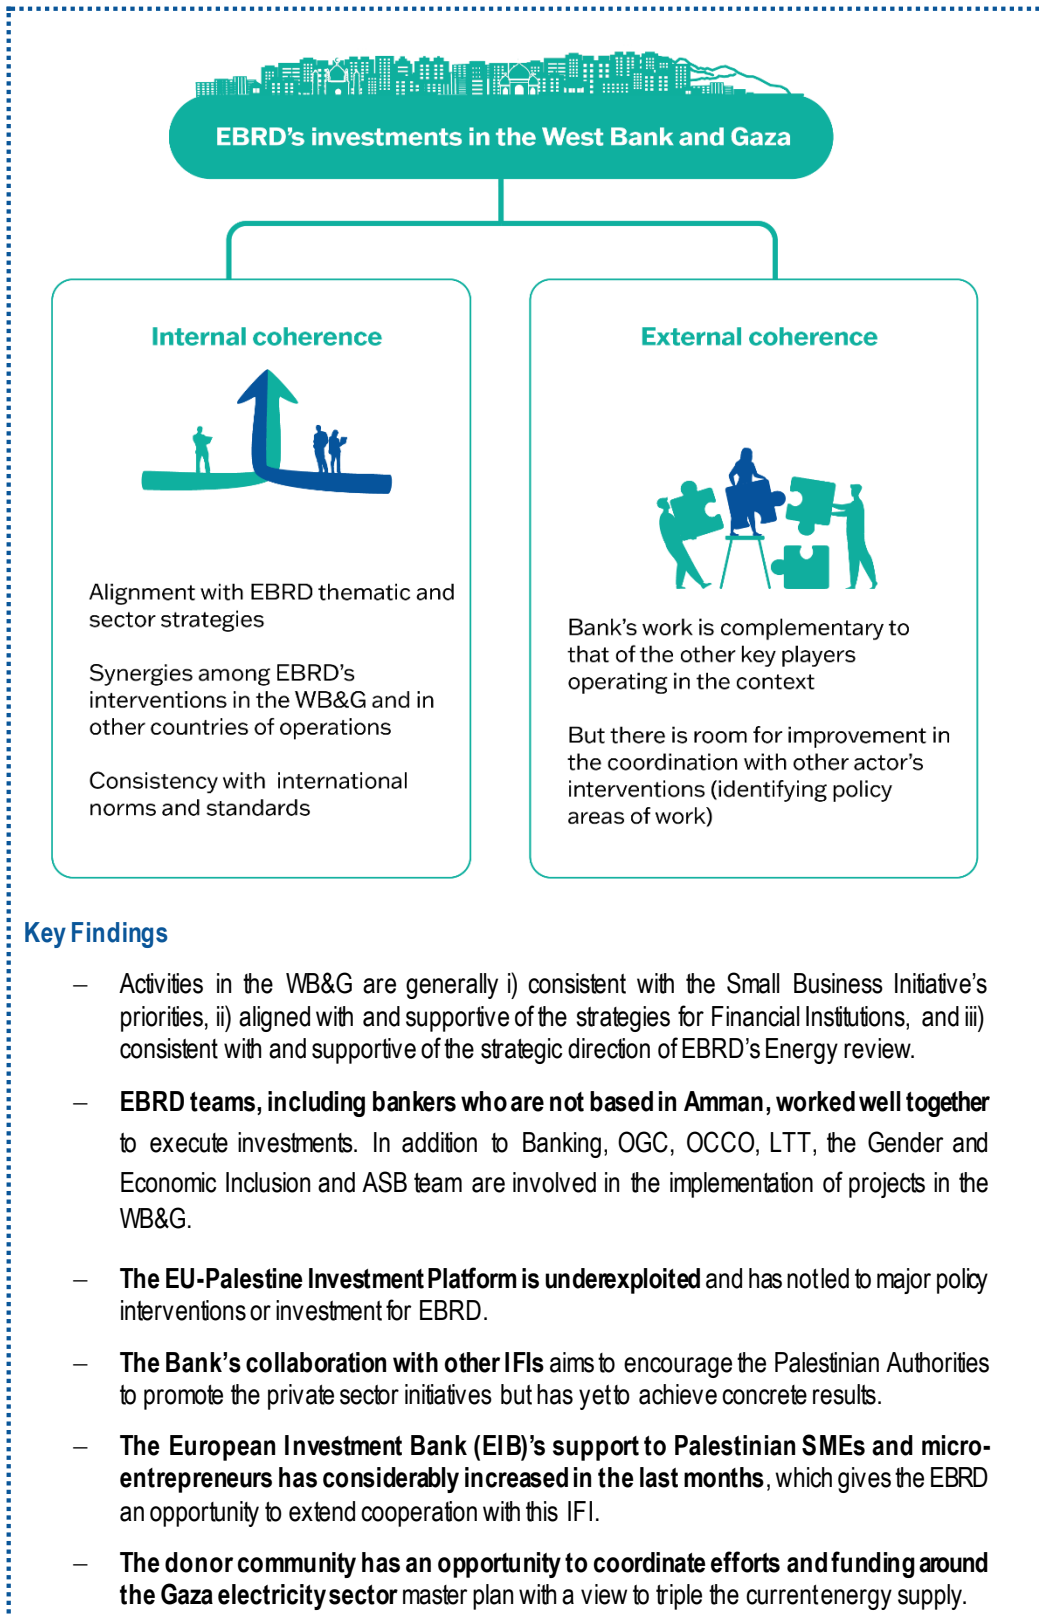 EBRD's investments in the West Bank and Gaza
Internal coherence
Alignment with EBRD thematic and
sector strategies
Synergies among EBRD's
interventions in the WB&G and in
other countries of operations
Consistency with international
norms and standards
External coherence
Bank's work is complementary to
that of the other key players
operating in the context
But there is room for improvement in
the coordination with other actor's
interventions (identifying policy
areas of work)
Key Findings
– Activities in the WB&G are generally i) consistent with the Small Business Initiative's
priorities, ii) aligned with and supportive of the strategies for Financial Institutions, and iii)
consistent with and supportive of the strategic direction of EBRD's Energy review.
– EBRD teams, including bankers who are not based in Amman, worked well together
to execute investments. In addition to Banking, OGC, OCCO, LTT, the Gender and
Economic Inclusion and ASB team are involved in the implementation of projects in the
WB&G.
– The EU-Palestine Investment Platform is underexploited and has not led to major policy
interventions or investment for EBRD.
– The Bank's collaboration with other IFIs aims to encourage the Palestinian Authorities
to promote the private sector initiatives but has yet to achieve concrete results.
– The European Investment Bank (EIB)'s support to Palestinian SMEs and micro-
entrepreneurs has considerably increased in the last months, which gives the EBRD
an opportunity to extend cooperation with this IFI.
– The donor community has an opportunity to coordinate efforts and funding around
the Gaza electricity sector master plan with a view to triple the current energy supply.